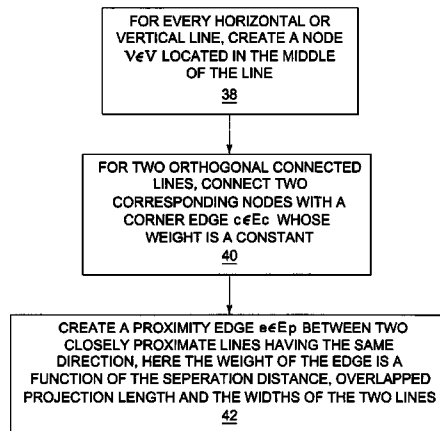 FOR EVERY HORIZONTAL OR
VERTICAL LINE, CREATE A NODE
VϵV LOCATED IN THE MIDDLE
OF THE LINE
38
FOR TWO ORTHOGONAL CONNECTED
LINES, CONNECT TWO
CORRESPONDING NODES WITH A
CORNER EDGE cϵEc WHOSE
WEIGHT IS A CONSTANT
40
CREATE A PROXIMITY EDGE eϵEp BETWEEN TWO
CLOSELY PROXIMATE LINES HAVING THE SAME
DIRECTION, HERE THE WEIGHT OF THE EDGE IS A
FUNCTION OF THE SEPERATION DISTANCE, OVERLAPPED
PROJECTION LENGTH AND THE WIDTHS OF THE TWO LINES
42